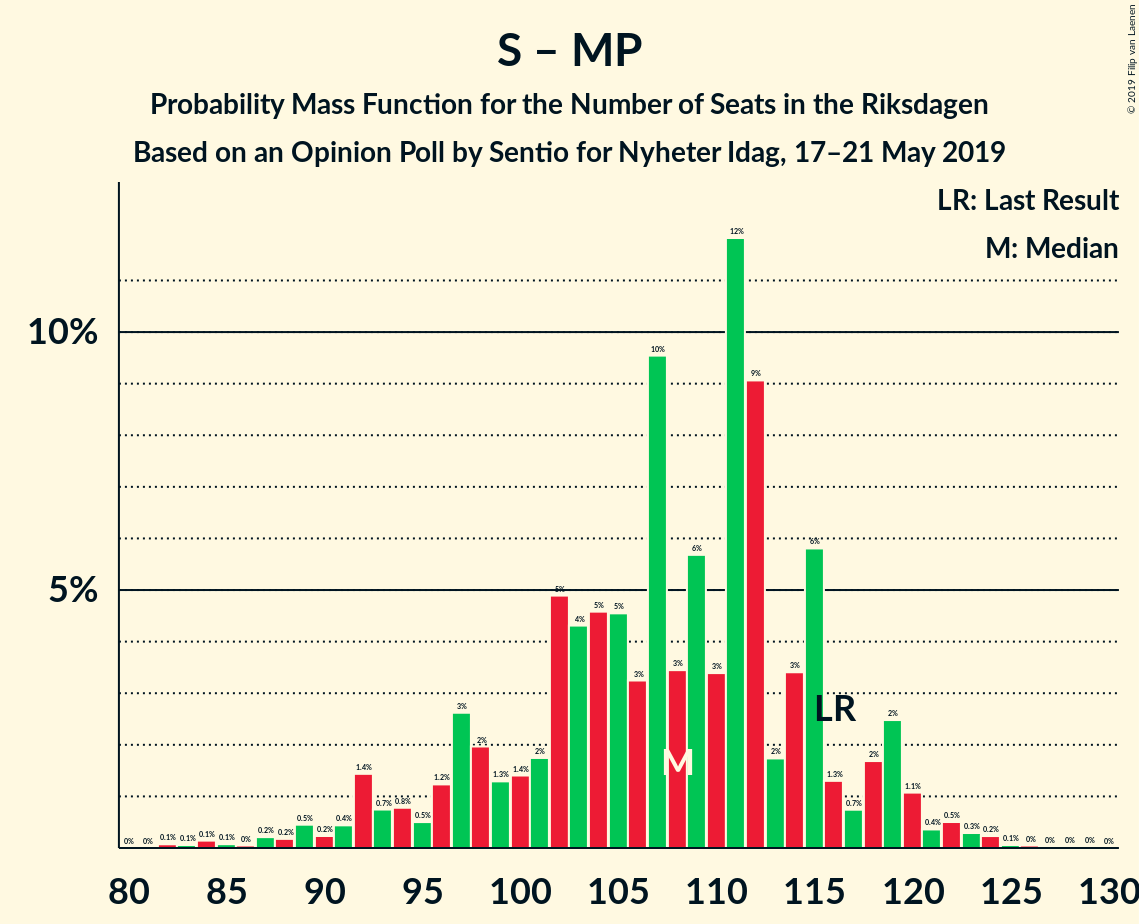 S – MP
Probability Mass Function for the Number of Seats in the Riksdagen
Based on an Opinion Poll by Sentio for Nyheter Idag, 17–21 May 2019
© 2019 Filip van Laenen
LR: Last Result
M: Median
10%
5%
0% 0% 0.1% 0.1% 0.1% 0.1% 0% 0.2% 0.2% 0.5% 0.2% 0.4% 1.4% 0.7% 0.8% 0.5% 1.2% 3% 2% 1.3% 1.4% 2% 5% 4% 5% 5% 3% 10% 3% 6% 3% 12% 9% 2% 3% 6% 1.3% 0.7% 2% 2% 1.1% 0.4% 0.5% 0.3% 0.2% 0.1% 0% 0% 0% 0% 0%
LR
M
80 85 90 95 100 105 110 115 120 125 130